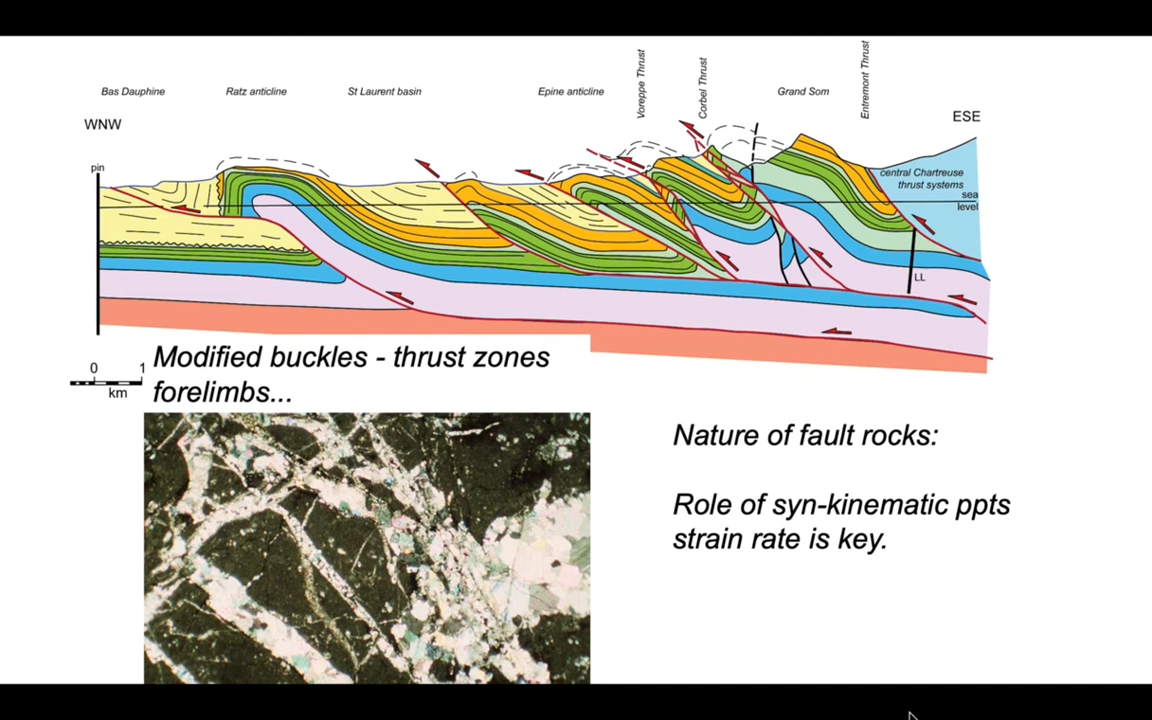 Bas Dauphine
Ratz anticline
St Laurent basin
Epine anticline
Voreppe Thrust
Corbel Thrust
Grand Som
Entremont Thrust
WNW
ESE
pin
central Chartreuse
thrust systems
sea
level
LL
0 1
km
Modified buckles - thrust zones
forelimbs...
Nature of fault rocks:
Role of syn-kinematic ppts
strain rate is key.